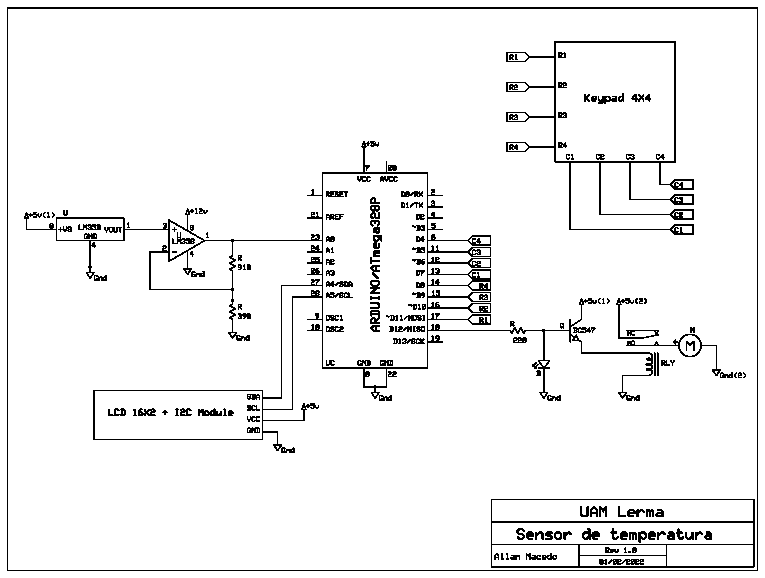 R1 R1
R2 R2
R3 R3
R4 R4
Keypad 4X4
C1 C2 C3 C4
C4
C3
C2
C1
+5v
7 20
VCC AVCC
ARDUINO/ATmega328P
1 RESET
21 AREF
23 A0
24 A1
25 A2
26 A3
27 A4/SDA
28 A5/SCL
9 OSC1
10 OSC2
UC
D0/RX 2
D1/TX 3
D2 4
~D3 5
D4 6 C4
~D5 11 C3
~D6 12 C2
D7 13 C1
D8 14 R4
~D9 15 R3
~D10 16 R2
~D11/MOSI 17 R1
D12/MISO 18
D13/SCK 19
GND GND
8 22
Gnd
+5v(1)
U
+VS
VOUT
GND
4
1
Gnd
+12v
3
8
1
U
2
4
Gnd
R
910
R
390
Gnd
LCD 16X2 + I2C Module
SDA
SCL
VCC
GND
+5v
Gnd
R
220
D
Gnd
Q
BC547
+5v(1)
+5v(2)
NC
NO
RLY
Gnd
M
M
+
Gnd(2)
UAM Lerma
Sensor de temperatura
Allan Macedo
Rev 1.0
01/02/2022